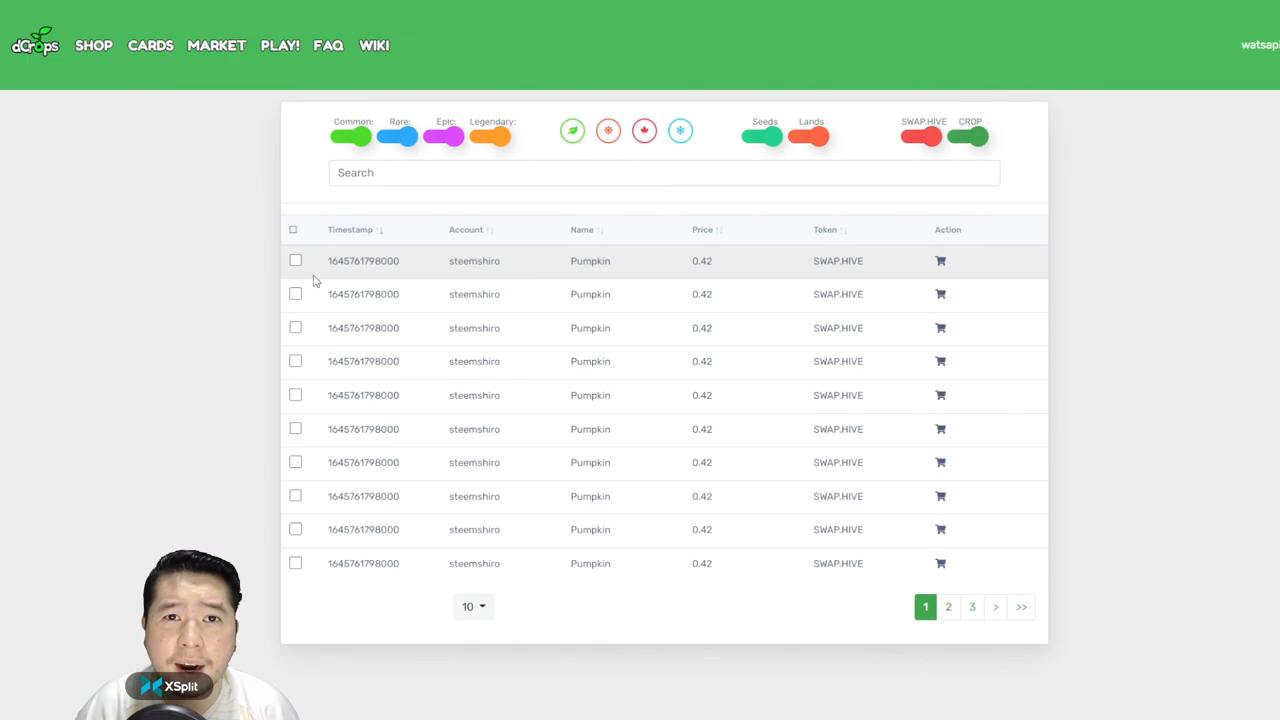 dCrops SHOP CARDS MARKET PLAY! FAQ WIKI
watsapi
Common: Rare: Epic: Legendary: Seeds Lands SWAP.HIVE CROP
Search
Timestamp Account Name Price Token Action
1645761798000 steemshiro Pumpkin 0.42 SWAP.HIVE
1645761798000 steemshiro Pumpkin 0.42 SWAP.HIVE
1645761798000 steemshiro Pumpkin 0.42 SWAP.HIVE
1645761798000 steemshiro Pumpkin 0.42 SWAP.HIVE
1645761798000 steemshiro Pumpkin 0.42 SWAP.HIVE
1645761798000 steemshiro Pumpkin 0.42 SWAP.HIVE
1645761798000 steemshiro Pumpkin 0.42 SWAP.HIVE
1645761798000 steemshiro Pumpkin 0.42 SWAP.HIVE
1645761798000 steemshiro Pumpkin 0.42 SWAP.HIVE
1645761798000 steemshiro Pumpkin 0.42 SWAP.HIVE
10 1 2 3 > >>
XSplit